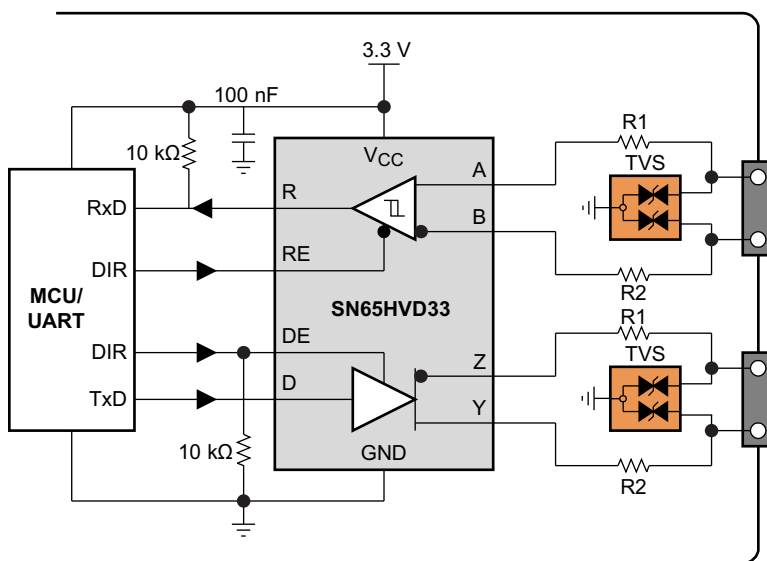 3.3 V
100 nF
10 kΩ
VCC
R1
TVS
A
R
RxD
B
RE
DIR
R2
MCU/
UART
SN65HVD33
R1
TVS
DE
DIR
Z
D
TxD
Y
10 kΩ
GND
R2